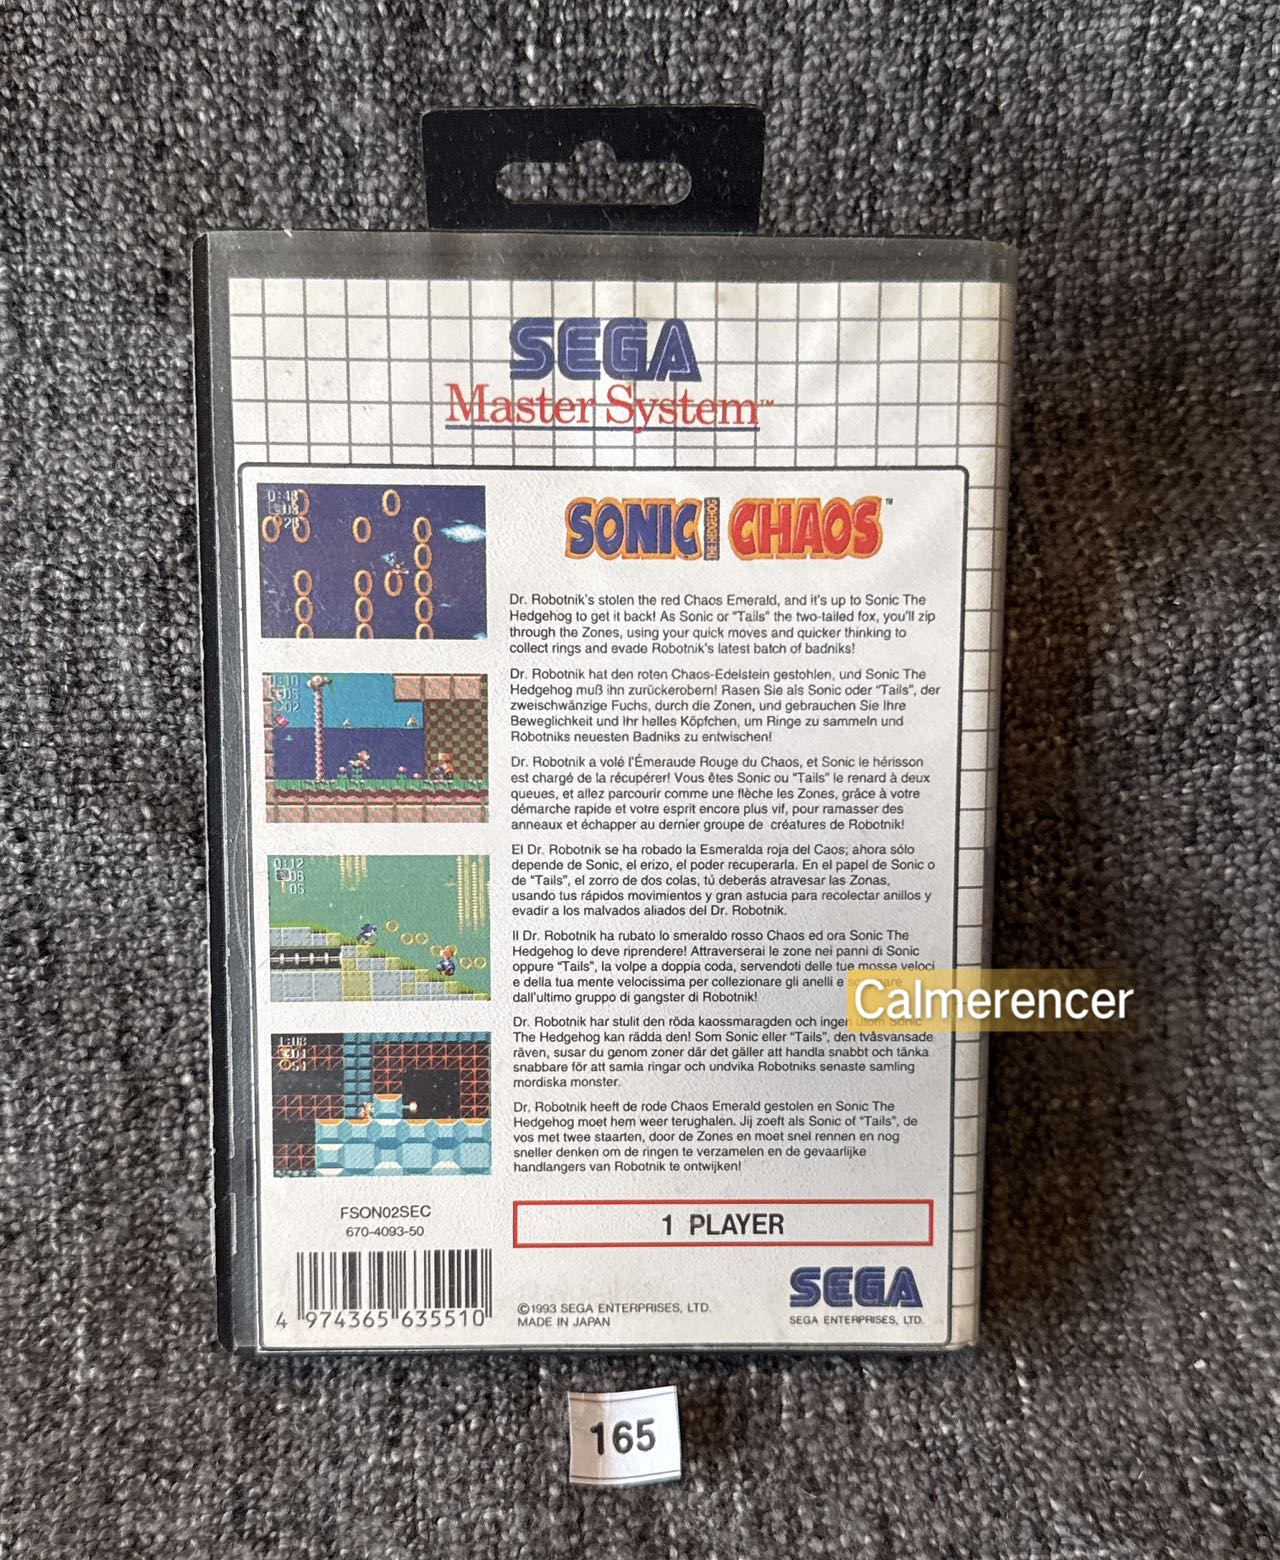 SEGA
Master System™
SONIC THE HEDGEHOG CHAOS™
Dr. Robotnik's stolen the red Chaos Emerald, and it's up to Sonic The
Hedgehog to get it back! As Sonic or "Tails" the two-tailed fox, you'll zip
through the Zones, using your quick moves and quicker thinking to
collect rings and evade Robotnik's latest batch of badniks!
Dr. Robotnik hat den roten Chaos-Edelstein gestohlen, und Sonic The
Hedgehog muß ihn zurückerobern! Rasen Sie als Sonic oder "Tails", der
zweischwänzige Fuchs, durch die Zonen, und gebrauchen Sie Ihre
Beweglichkeit und Ihr helles Köpfchen, um Ringe zu sammeln und
Robotniks neuesten Badniks zu entwischen!
Dr. Robotnik a volé l'Émeraude Rouge du Chaos, et Sonic le hérisson
est chargé de la récupérer! Vous êtes Sonic ou "Tails" le renard à deux
queues, et allez parcourir comme une flèche les Zones, grâce à votre
démarche rapide et votre esprit encore plus vif, pour ramasser des
anneaux et échapper au dernier groupe de créatures de Robotnik!
El Dr. Robotnik se ha robado la Esmeralda roja del Caos; ahora sólo
depende de Sonic, el erizo, el poder recuperarla. En el papel de Sonic o
de "Tails", el zorro de dos colas, tú deberás atravesar las Zonas,
usando tus rápidos movimientos y gran astucia para recolectar anillos y
evadir a los malvados aliados del Dr. Robotnik.
Il Dr. Robotnik ha rubato lo smeraldo rosso Chaos ed ora Sonic The
Hedgehog lo deve riprendere! Attraverserai le zone nei panni di Sonic
oppure "Tails", la volpe a doppia coda, servendoti delle tue mosse veloci
e della tua mente velocissima per collezionare gli anelli e
dall'ultimo gruppo di gangster di Robotnik!
Calmerencer
Dr. Robotnik har stulit den röda kaossmaragden och ingen utom Sonic
The Hedgehog kan rädda den! Som Sonic eller "Tails", den tvåsvansade
räven, susar du genom zoner där det gäller att handla snabbt och tänka
snabbare för att samla ringar och undvika Robotniks senaste samling
mordiska monster.
Dr. Robotnik heeft de rode Chaos Emerald gestolen en Sonic The
Hedgehog moet hem weer terughalen. Jij zoeft als Sonic of "Tails", de
vos met twee staarten, door de Zones en moet snel rennen en nog
sneller denken om de ringen te verzamelen en de gevaarlijke
handlangers van Robotnik te ontwijken!
FSON02SEC
670-4093-50
1 PLAYER
4 974365 635510
©1993 SEGA ENTERPRISES, LTD.
MADE IN JAPAN
SEGA
SEGA ENTERPRISES, LTD.
165